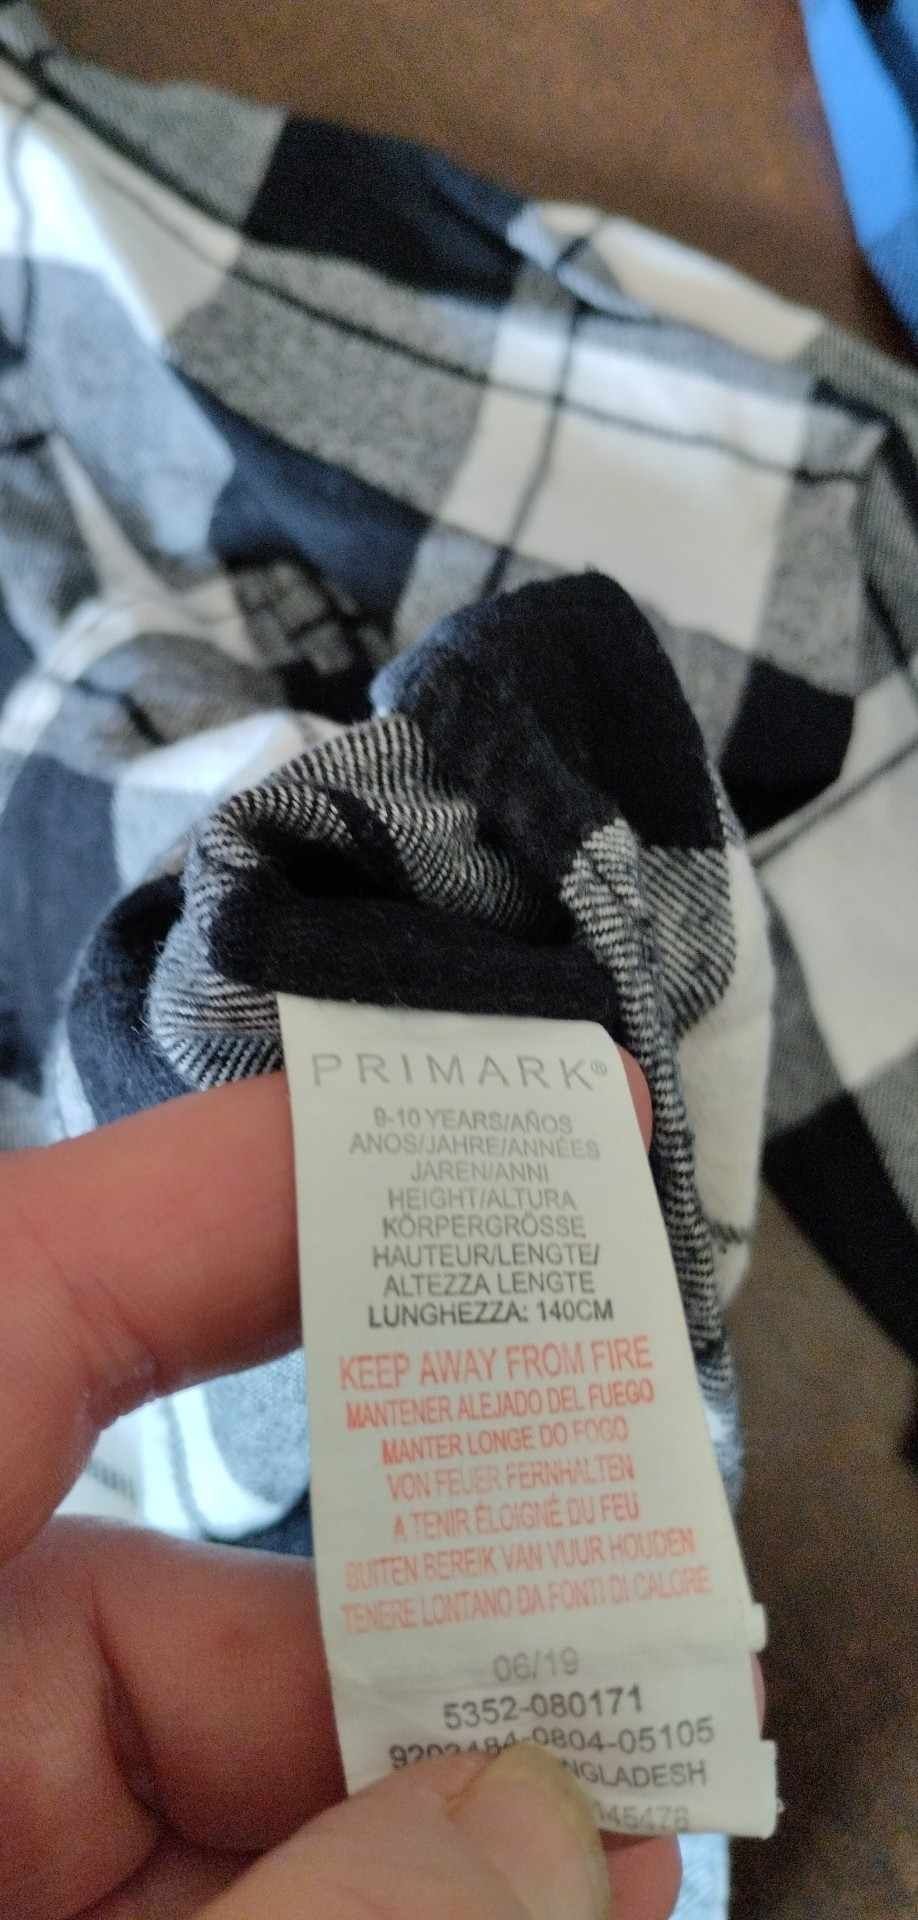 PRIMARK®
9-10 YEARS/AÑOS
ANOS/JAHRE/ANNÉES
JAREN/ANNI
HEIGHT/ALTURA
KÖRPERGRÖSSE
HAUTEUR/LENGTE/
ALTEZZA LENGTE
LUNGHEZZA: 140CM
KEEP AWAY FROM FIRE
MANTENER ALEJADO DEL FUEGO
MANTER LONGE DO FOGO
VON FEUER FERNHALTEN
A TENIR ÉLOIGNÉ DU FEU
BUITEN BEREIK VAN VUUR HOUDEN
TENERE LONTANO DA FONTI DI CALORE
06/19
5352-080171
-0804-05105